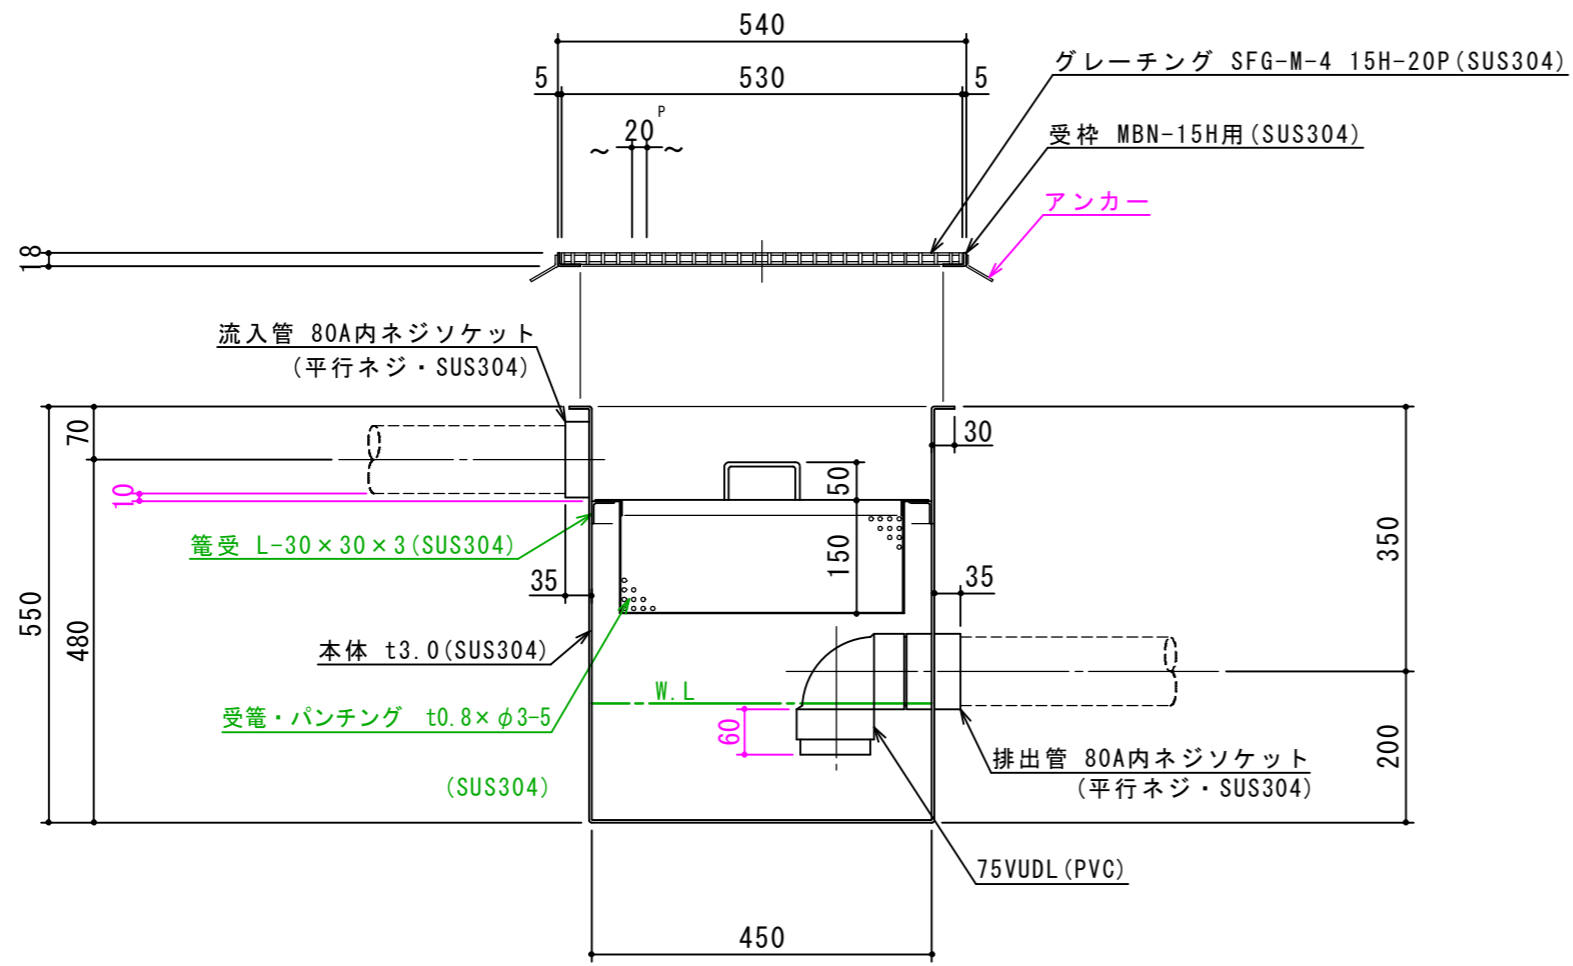 540
グレーチング SFG-M-4 15H-20P(SUS304)
5
530
5
P
~ 20 ~
受枠 MBN-15H用(SUS304)
アンカー
18
流入管 80A内ネジソケット
(平行ネジ・SUS304)
70
30
10
50
篭受 L-30×30×3(SUS304)
150
350
35
35
550
480
本体 t3.0(SUS304)
W.L
受篭・パンチング t0.8×φ3-5
60
(SUS304)
排出管 80A内ネジソケット
(平行ネジ・SUS304)
200
75VUDL(PVC)
450